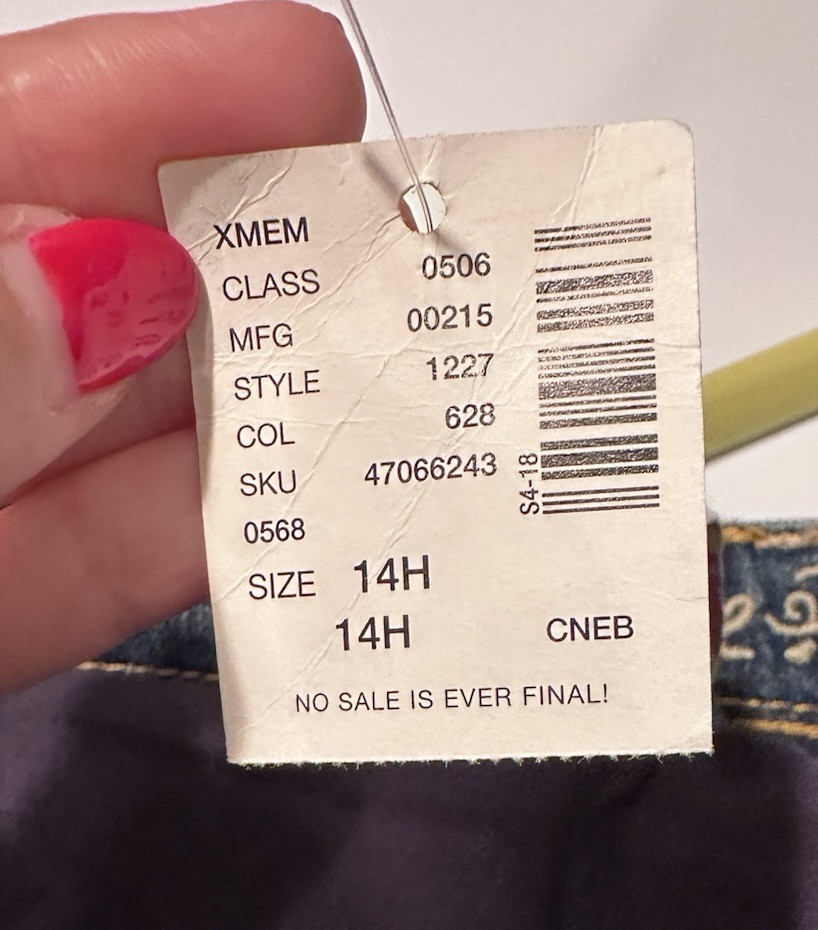 XMEM
CLASS 0506
MFG 00215
STYLE 1227
COL 628
SKU 47066243
0568
SIZE 14H
14H CNEB
NO SALE IS EVER FINAL!
S4-18